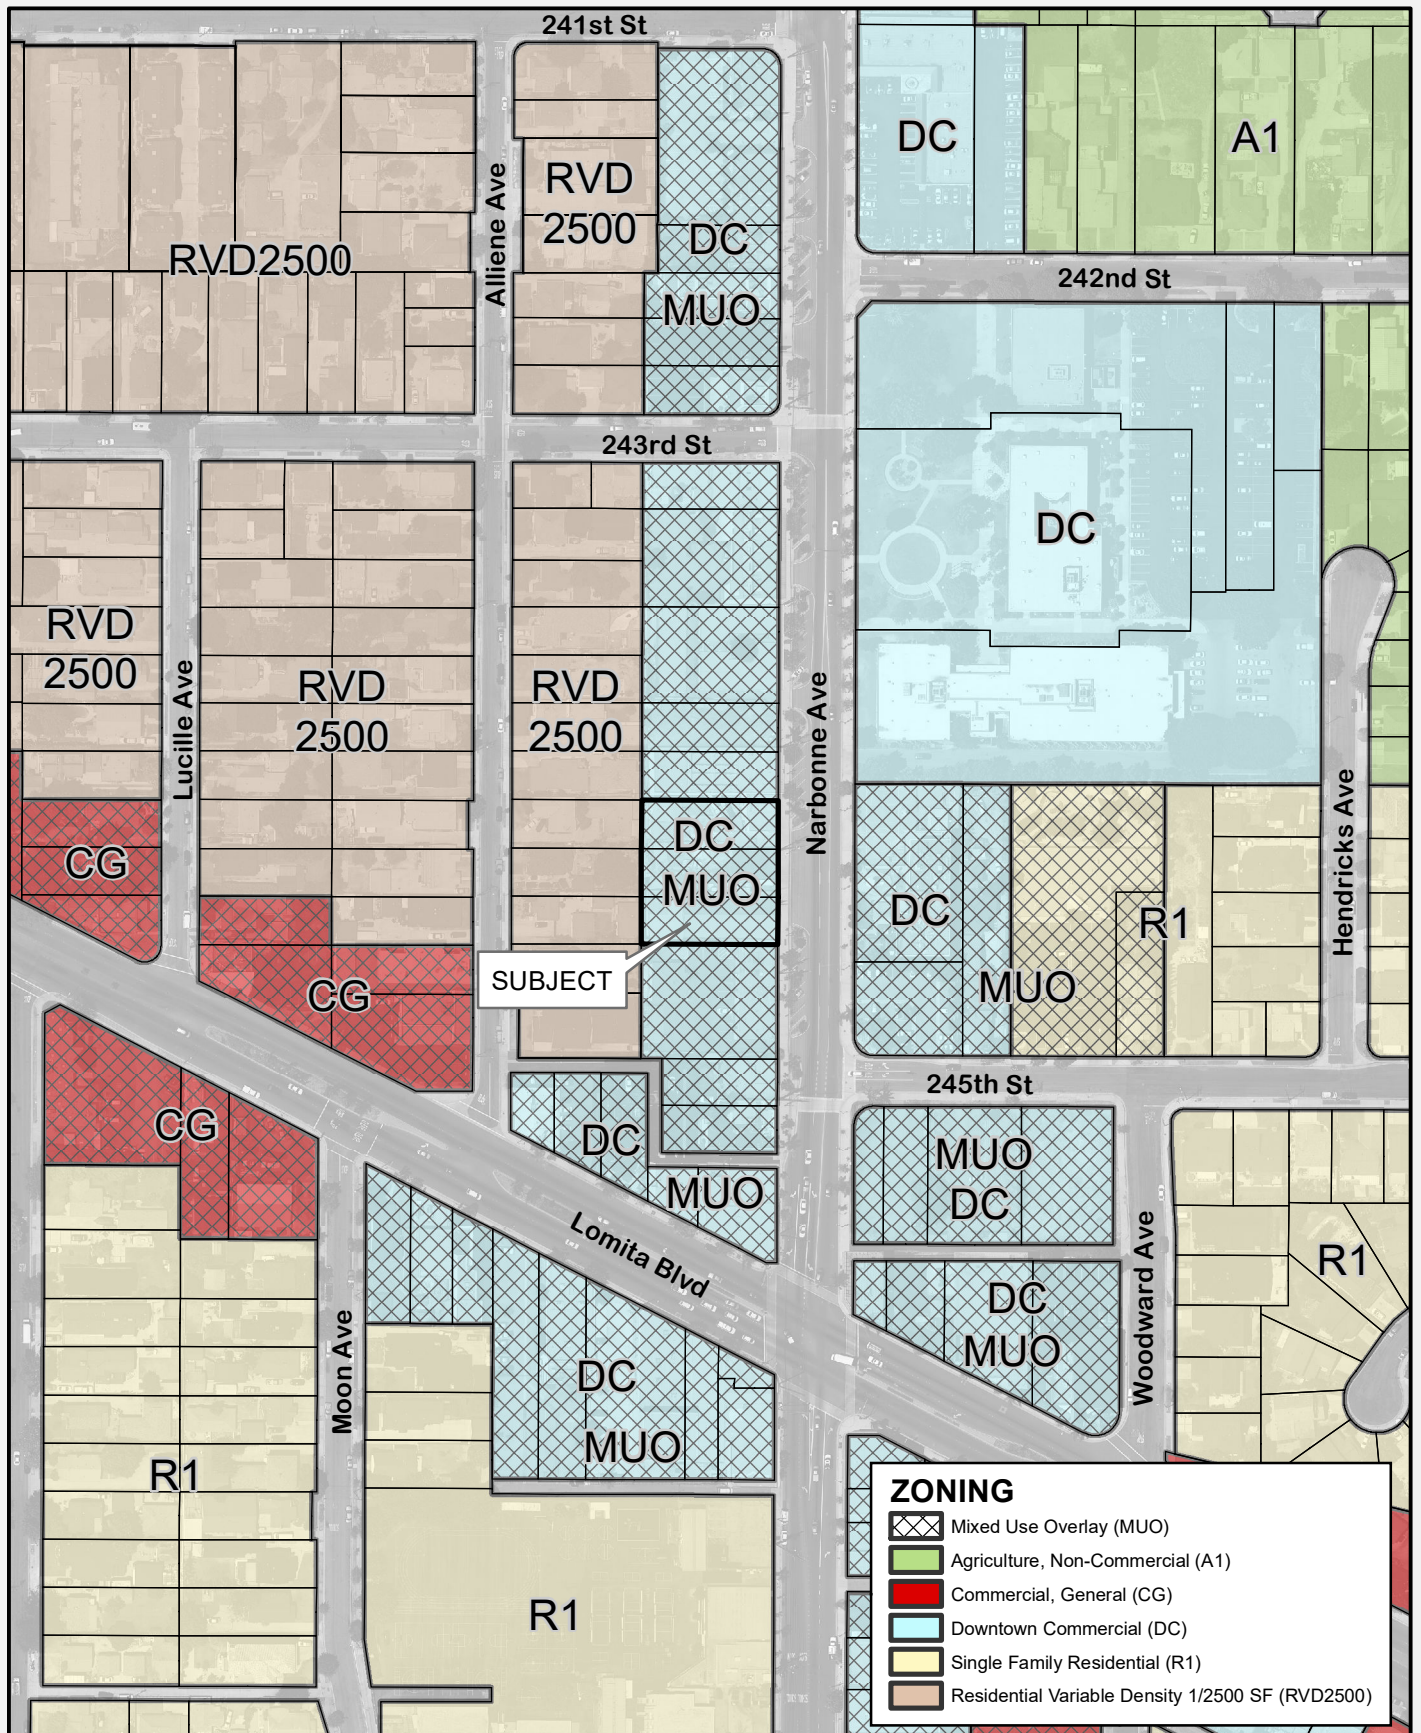 241st St
DC
A1
RVD
2500
DC
MUO
RVD2500
Alliene Ave
242nd St
243rd St
DC
RVD
2500
Lucille Ave
RVD
2500
RVD
2500
Narbonne Ave
Hendricks Ave
CG
DC
MUO
DC
R1
MUO
SUBJECT
CG
245th St
CG
DC
MUO
MUO
DC
Lomita Blvd
Woodward Ave
R1
DC
MUO
Moon Ave
DC
MUO
R1
R1
ZONING
Mixed Use Overlay (MUO)
Agriculture, Non-Commercial (A1)
Commercial, General (CG)
Downtown Commercial (DC)
Single Family Residential (R1)
Residential Variable Density 1/2500 SF (RVD2500)